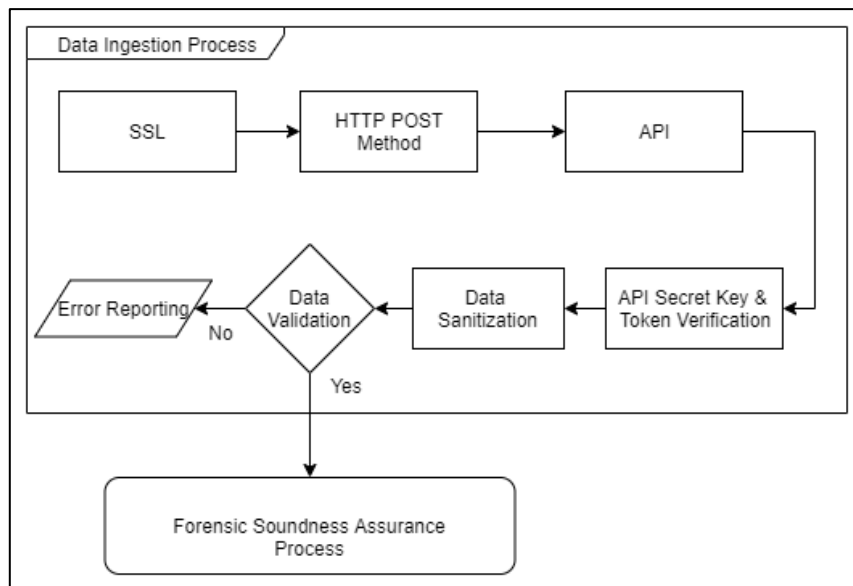 Data Ingestion Process
SSL
HTTP POST
Method
API
Error Reporting
No
Data
Validation
Yes
Data
Sanitization
API Secret Key &
Token Verification
Forensic Soundness Assurance
Process